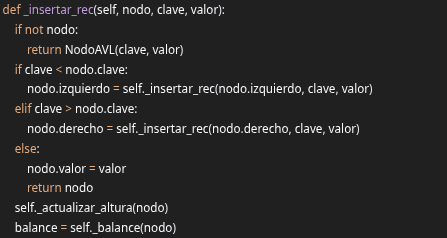 def _insertar_rec(self, nodo, clave, valor):
    if not nodo:
        return NodoAVL(clave, valor)
    if clave < nodo.clave:
        nodo.izquierdo = self._insertar_rec(nodo.izquierdo, clave, valor)
    elif clave > nodo.clave:
        nodo.derecho = self._insertar_rec(nodo.derecho, clave, valor)
    else:
        nodo.valor = valor
        return nodo
    self._actualizar_altura(nodo)
    balance = self._balance(nodo)